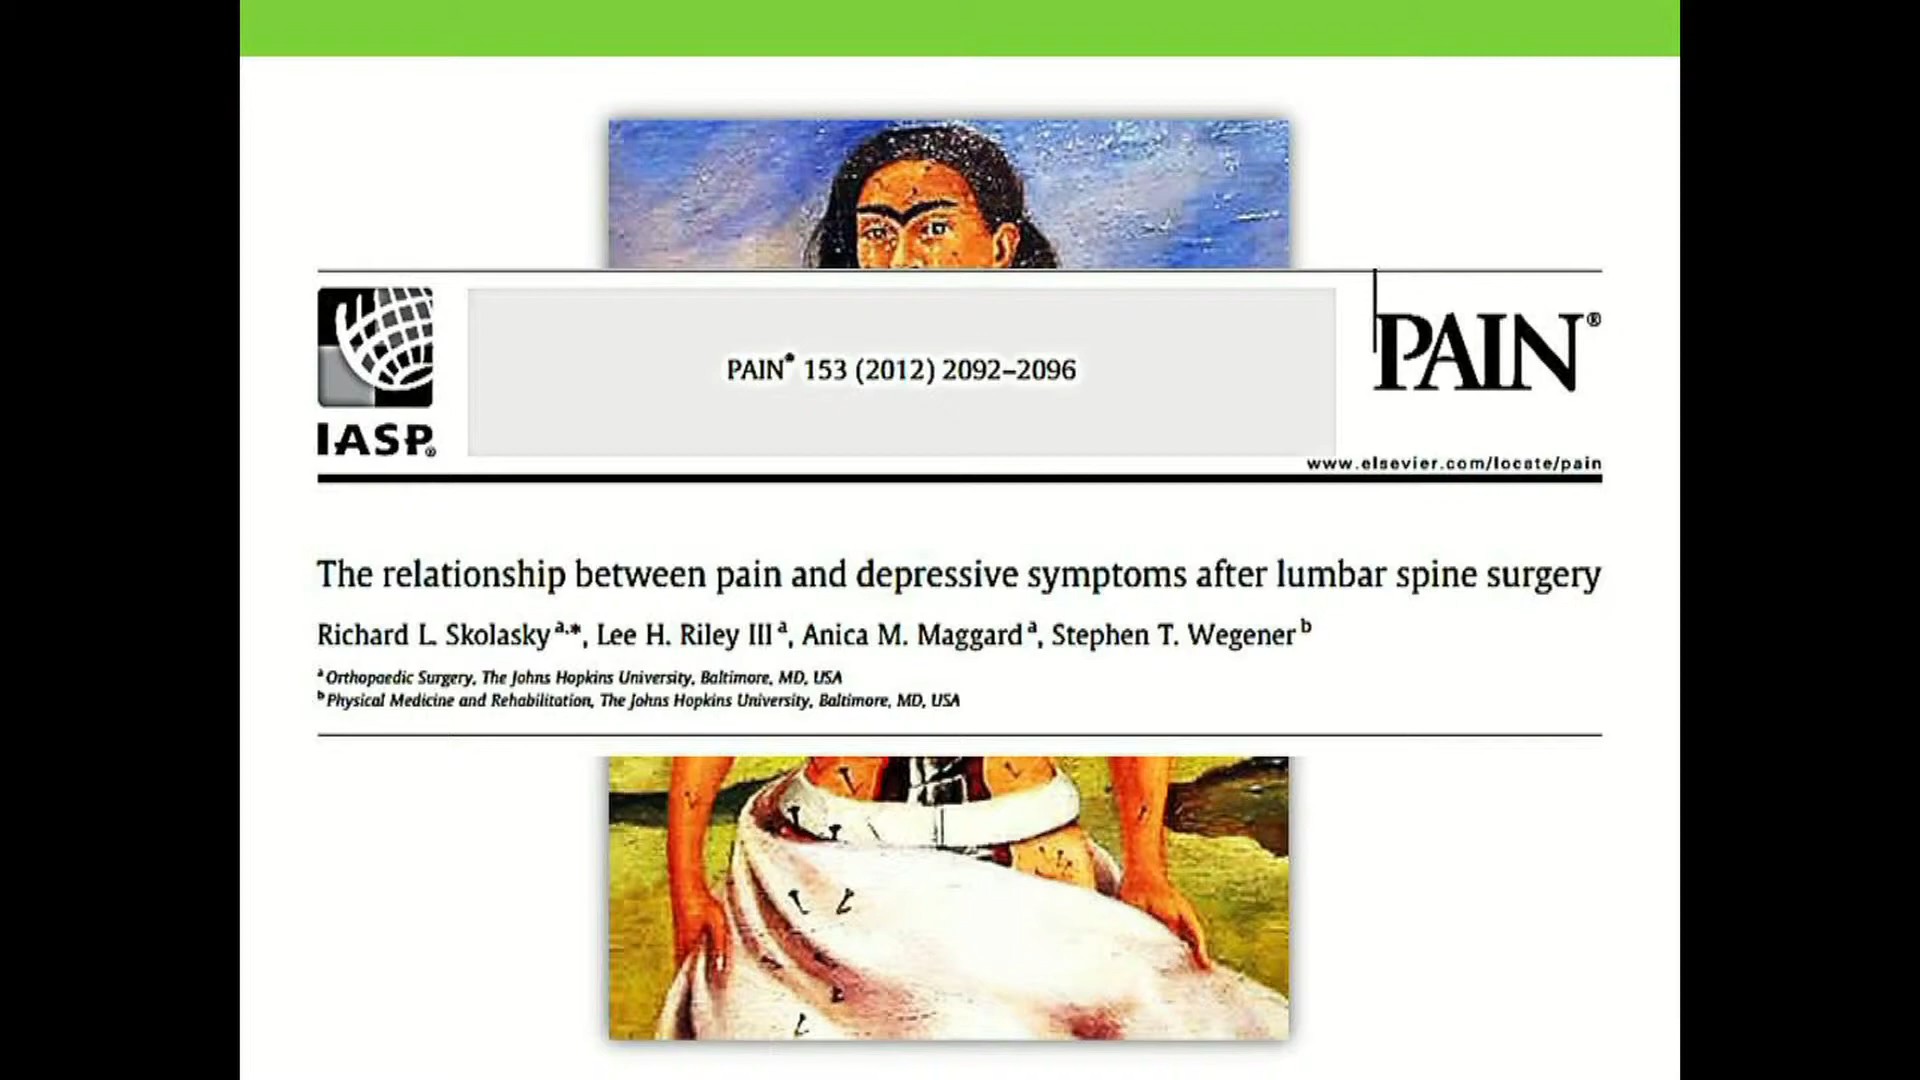 IASP®
PAIN® 153 (2012) 2092–2096
PAIN®
www.elsevier.com/locate/pain
The relationship between pain and depressive symptoms after lumbar spine surgery
Richard L. Skolasky a,*, Lee H. Riley III a, Anica M. Maggard a, Stephen T. Wegener b
a Orthopaedic Surgery, The Johns Hopkins University, Baltimore, MD, USA
b Physical Medicine and Rehabilitation, The Johns Hopkins University, Baltimore, MD, USA